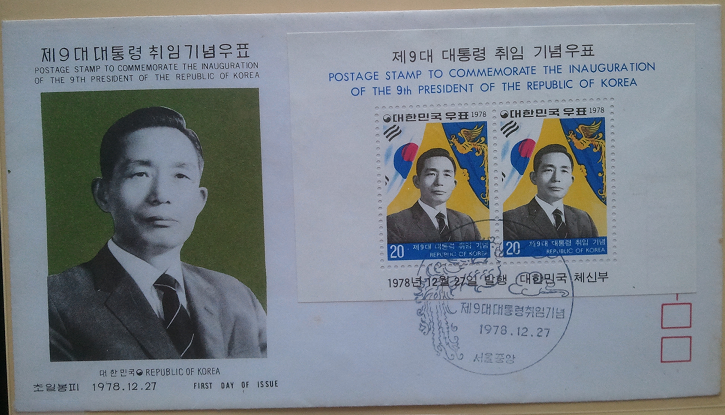 제9대 대통령 취임기념우표
POSTAGE STAMP TO COMMEMORATE THE INAUGURATION
OF THE 9TH PRESIDENT OF THE REPUBLIC OF KOREA
대한민국 REPUBLIC OF KOREA
초일봉피 1978.12.27 FIRST DAY OF ISSUE
제9대 대통령 취임 기념우표
POSTAGE STAMP TO COMMEMORATE THE INAUGURATION
OF THE 9th PRESIDENT OF THE REPUBLIC OF KOREA
대한민국우표 1978
20 제9대 대통령 취임 기념
REPUBLIC OF KOREA
대한민국우표 1978
20 제9대 대통령 취임 기념
REPUBLIC OF KOREA
1978년 12월 27일 발행 대한민국 체신부
제9대대통령취임기념
1978.12.27
서울중앙